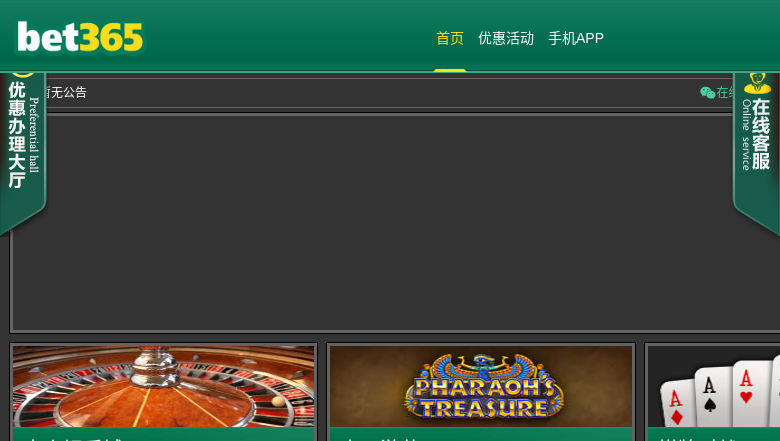 bet365
首页 优惠活动 手机APP
暂无公告
在线
优惠办理大厅
Preferential hall
在线客服
Online service
PHARAOH'S
TREASURE
A A A A